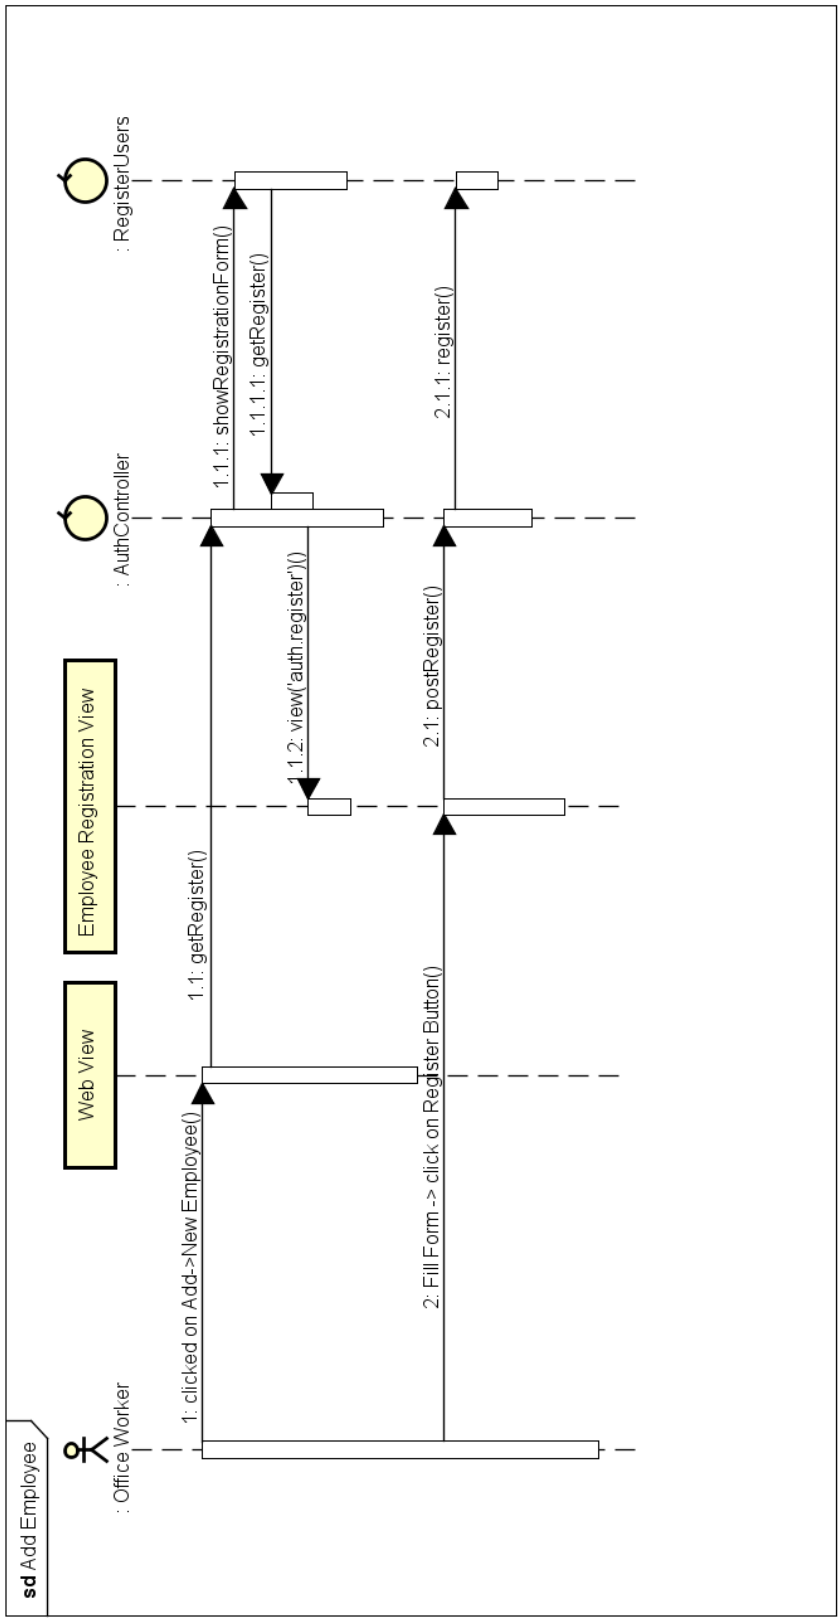 sd Add Employee
: Office Worker
Web View
Employee Registration View
: AuthController
: RegisterUsers
1: clicked on Add->New Employee()
1.1: getRegister()
1.1.1: showRegistrationForm()
1.1.1.1: getRegister()
1.1.2: view('auth.register')()
2: Fill Form -> click on Register Button()
2.1: postRegister()
2.1.1: register()